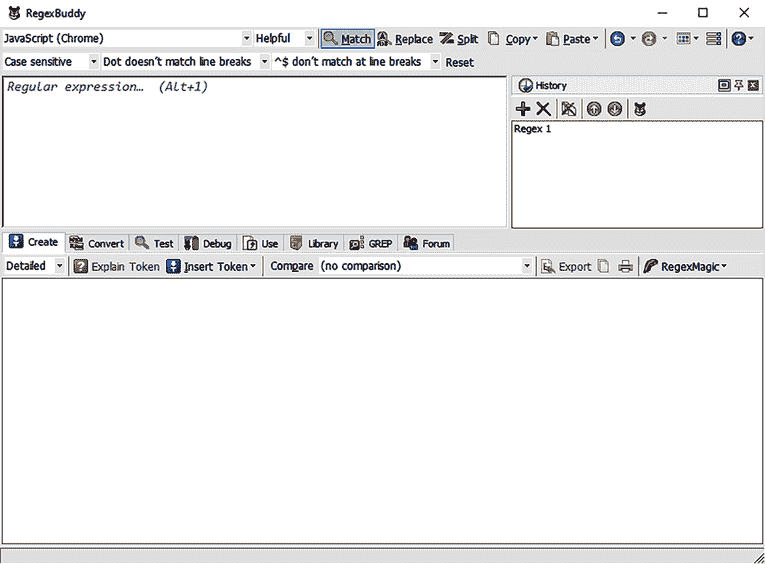 RegexBuddy
JavaScript (Chrome) Helpful Match Replace Split Copy Paste
Case sensitive Dot doesn't match line breaks ^$ don't match at line breaks Reset
Regular expression… (Alt+1)
History
Regex 1
Create Convert Test Debug Use Library GREP Forum
Detailed Explain Token Insert Token Compare (no comparison) Export RegexMagic